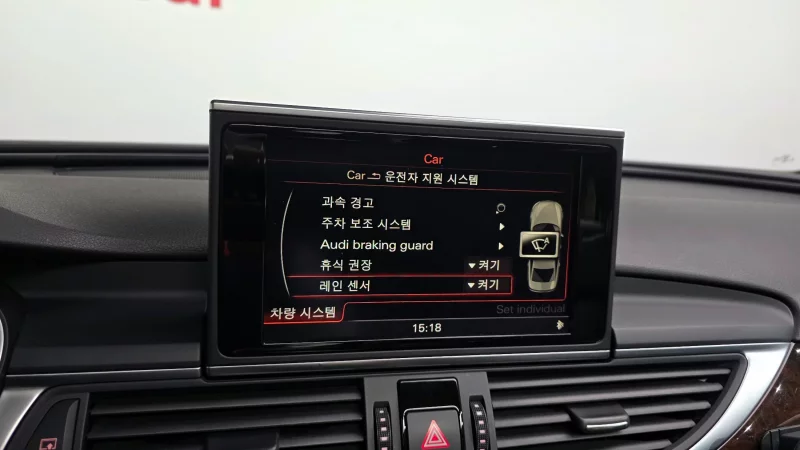 Car
Car 운전자 지원 시스템
과속 경고
주차 보조 시스템
Audi braking guard
휴식 권장 켜기
레인 센서 켜기
차량 시스템
Set individual
15:18